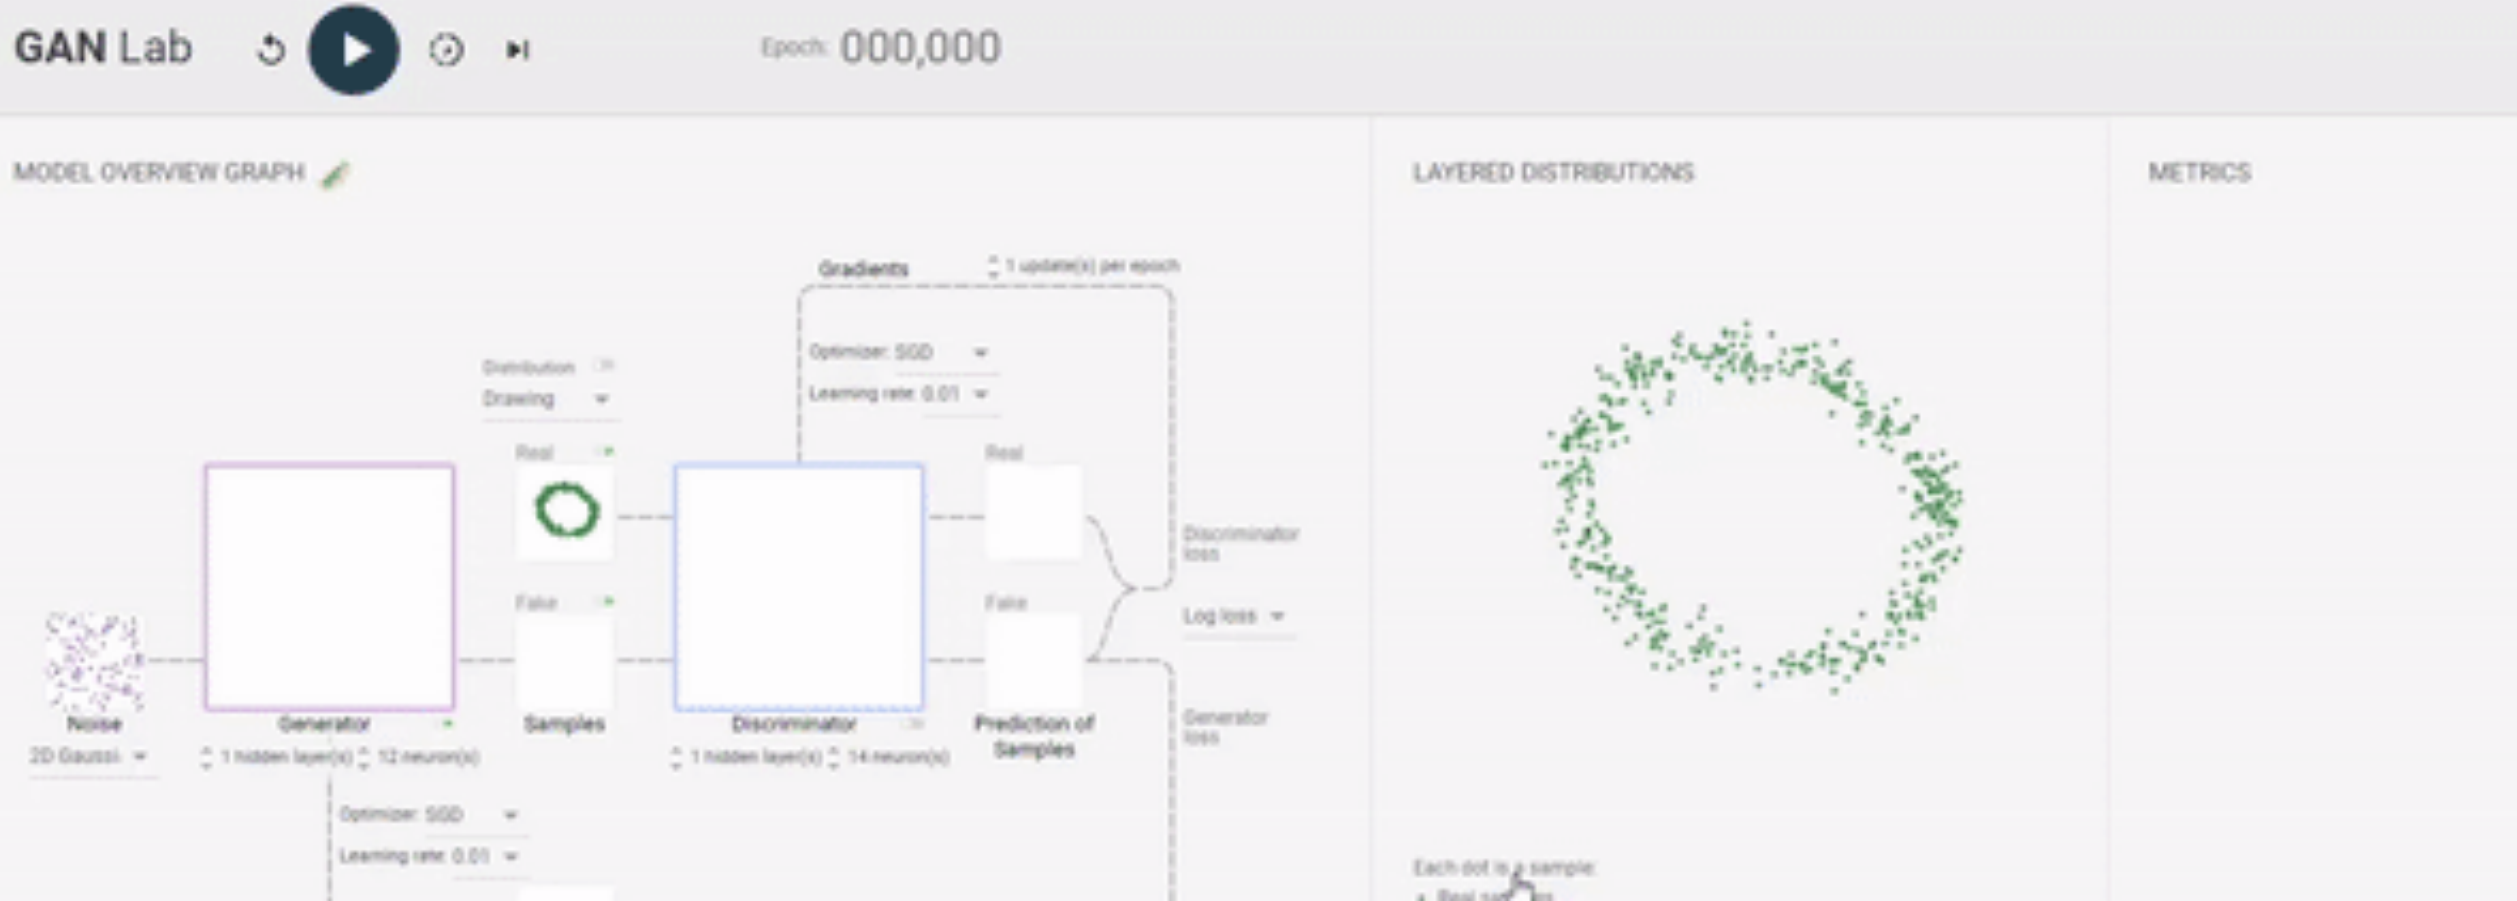 GAN Lab
Epoch: 000,000
MODEL OVERVIEW GRAPH
LAYERED DISTRIBUTIONS
METRICS
Gradients
1 update(s) per epoch
Optimizer: SGD
Learning rate: 0.01
Distribution
Drawing
Real
Real
Discriminator
loss
Fake
Fake
Log loss
Noise
Generator
Samples
Discriminator
Prediction of
Samples
Generator
loss
2D Gaussi
1 hidden layer(s)
12 neuron(s)
1 hidden layer(s)
14 neuron(s)
Optimizer: SGD
Learning rate: 0.01
Each dot is a sample:
Real